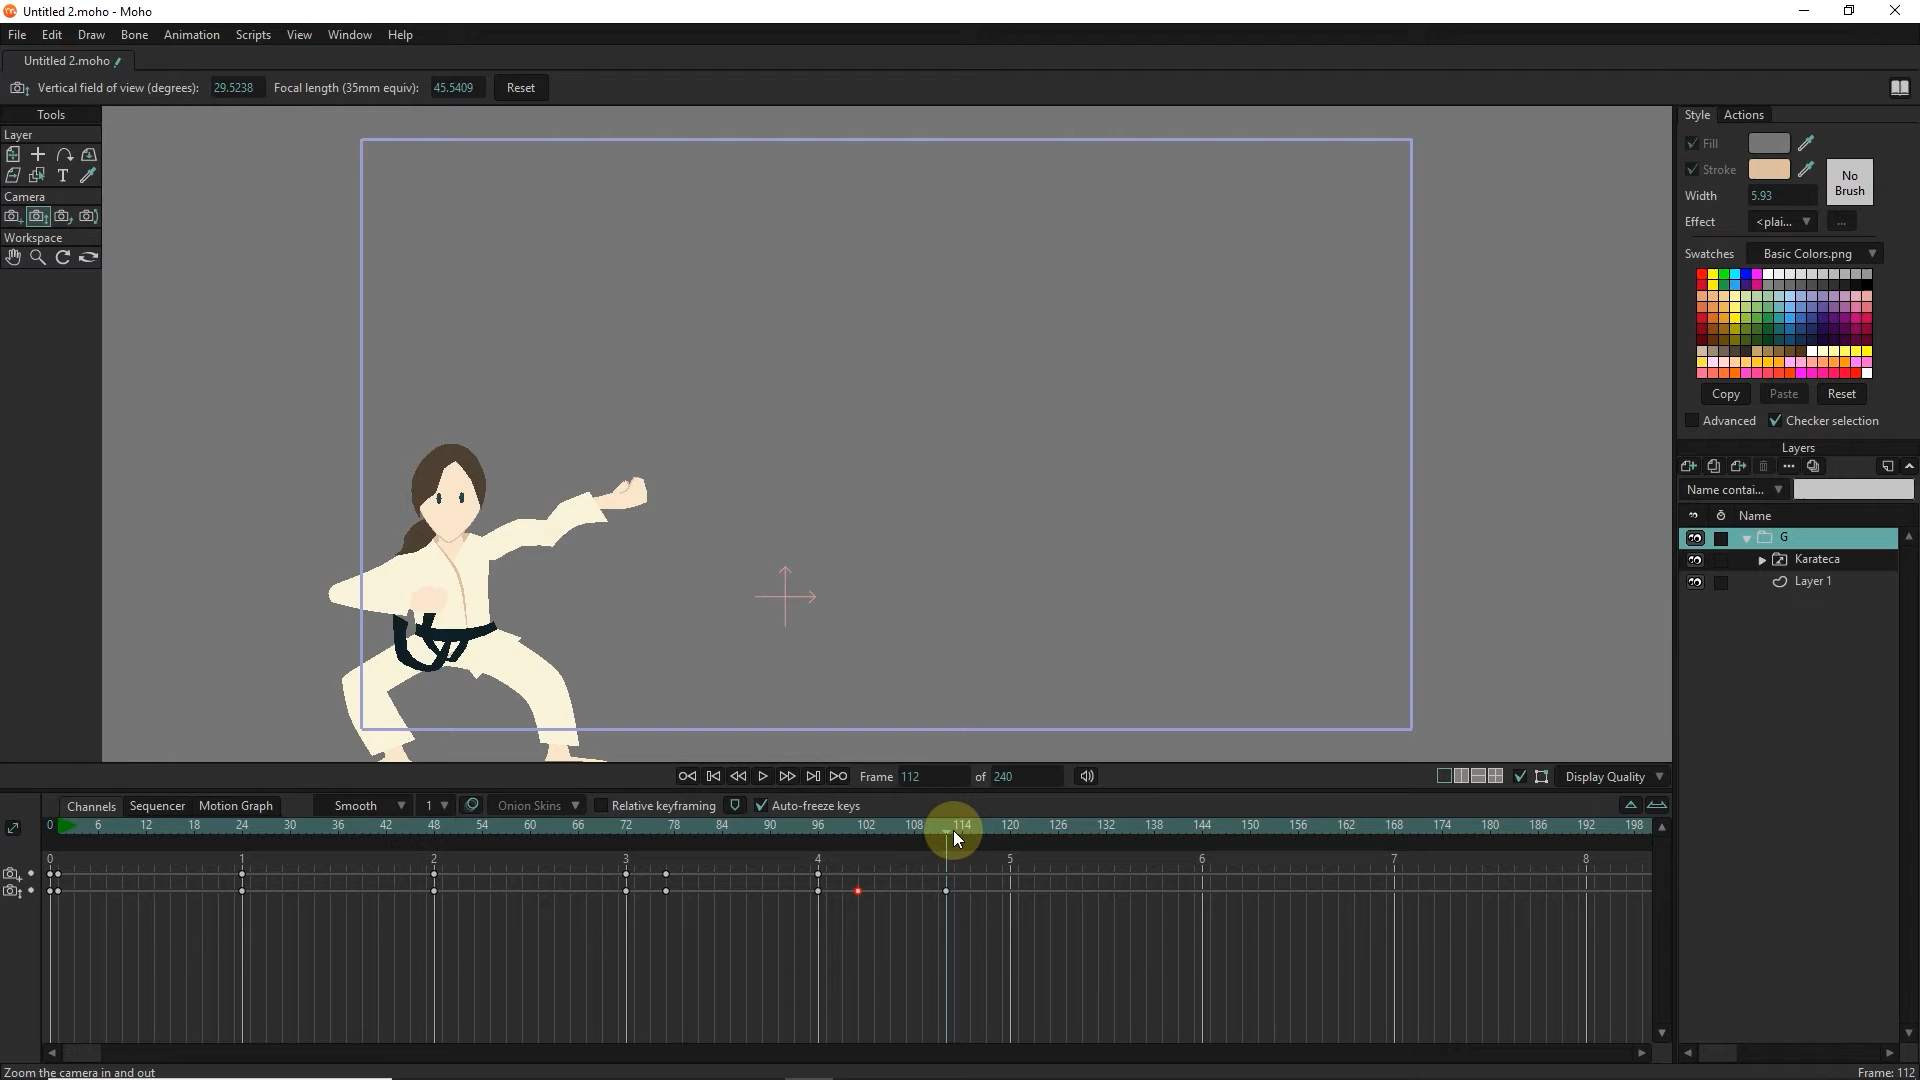 Untitled 2.moho - Moho
File Edit Draw Bone Animation Scripts View Window Help
Untitled 2.moho
Vertical field of view (degrees): 29.5238 Focal length (35mm equiv): 45.5409 Reset
Tools
Layer
T
Camera
Workspace
Style Actions
Fill
Stroke
No Brush
Width 5.93
Effect <plai... ...
Swatches Basic Colors.png
Copy Paste Reset
Advanced Checker selection
Layers
Name contai...
Name
G
Karateca
Layer 1
Frame 112 of 240 Display Quality
Channels Sequencer Motion Graph Smooth 1 Onion Skins Relative keyframing Auto-freeze keys
0 6 12 18 24 30 36 42 48 54 60 66 72 78 84 90 96 102 108 114 120 126 132 138 144 150 156 162 168 174 180 186 192 198
0 1 2 3 4 5 6 7 8
Zoom the camera in and out
Frame: 112